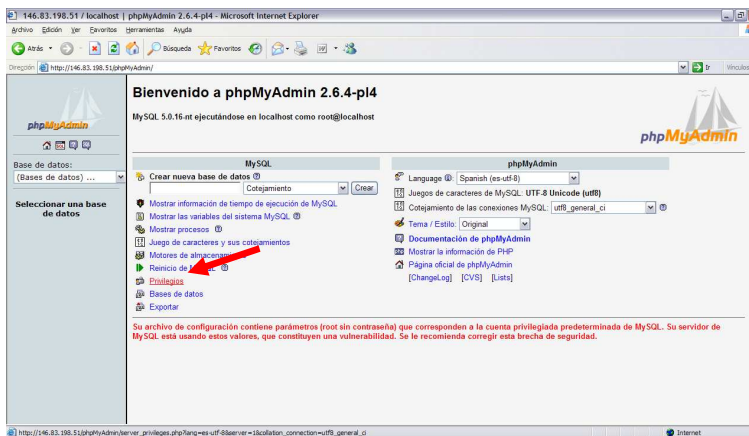 146.83.198.51 / localhost | phpMyAdmin 2.6.4-pl4 - Microsoft Internet Explorer
Archivo Edición Ver Favoritos Herramientas Ayuda
Atrás Búsqueda Favoritos
Dirección http://146.83.198.51/phpMyAdmin/ Ir Vínculos
phpMyAdmin
Base de datos:
(Bases de datos) ...
Seleccionar una base
de datos
Bienvenido a phpMyAdmin 2.6.4-pl4
MySQL 5.0.16-nt ejecutándose en localhost como root@localhost
phpMyAdmin
MySQL
Crear nueva base de datos
Cotejamiento Crear
Mostrar información de tiempo de ejecución de MySQL
Mostrar las variables del sistema MySQL
Mostrar procesos
Juego de caracteres y sus cotejamientos
Motores de
Reinicio de
Privilegios
Bases de datos
Exportar
phpMyAdmin
Language: Spanish (es-utf-8)
Juegos de caracteres de MySQL: UTF-8 Unicode (utf8)
Cotejamiento de las conexiones MySQL: utf8_general_ci
Tema / Estilo: Original
Documentación de phpMyAdmin
Mostrar la información de PHP
Página oficial de phpMyAdmin
[ChangeLog] [CVS] [Lists]
Su archivo de configuración contiene parámetros (root sin contraseña) que corresponden a la cuenta privilegiada predeterminada de MySQL. Su servidor de
MySQL está usando estos valores, que constituyen una vulnerabilidad. Se le recomienda corregir esta brecha de seguridad.
http://146.83.198.51/phpMyAdmin/server_privileges.php?lang=es-utf-8&server=1&collation_connection=utf8_general_ci
Internet